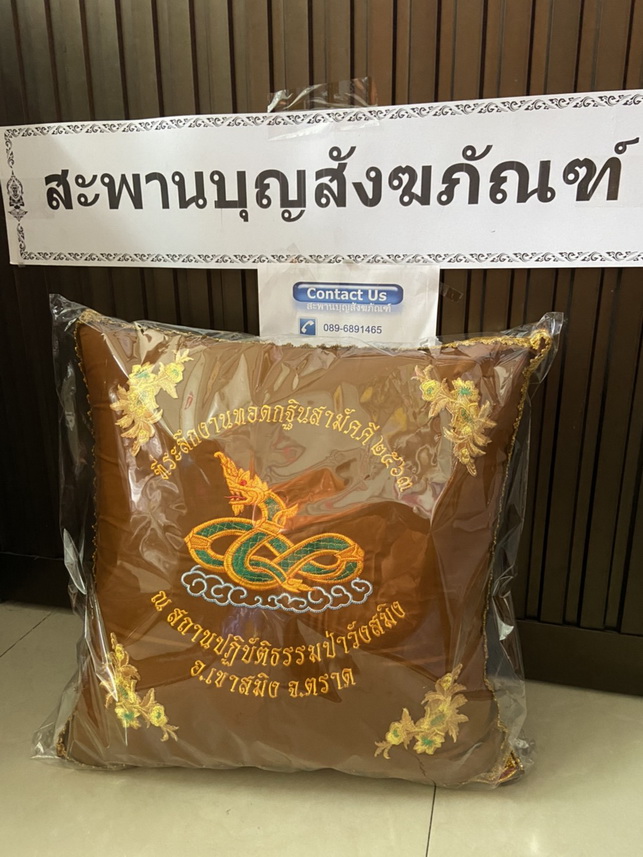 สะพานบุญสังฆภัณฑ์
Contact Us
สะพานบุญสังฆภัณฑ์
089-6891465
ที่ระลึกงานทอดกฐินสามัคคี ๒๕๖๓
ณ สถานปฏิบัติธรรมป่าวังสมิง
อ.เขาสมิง จ.ตราด